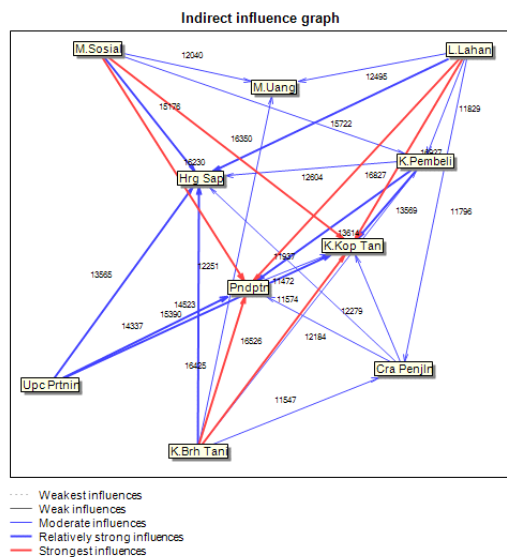 Indirect influence graph
M.Sosial
L.Lahan
12040
M.Uang
12495
15176
11829
15722
16350
K.Pembeli
16230
Hrg Sap
12604
16827
13569
11796
13614
K.Kop Tan
11937
12251
13565
Pndptn
11472
11574
14523
15390
12279
14337
16526
12184
Cra Penjln
16425
Upc Prtnin
11547
K.Brh Tani
Weakest influences
Weak influences
Moderate influences
Relatively strong influences
Strongest influences